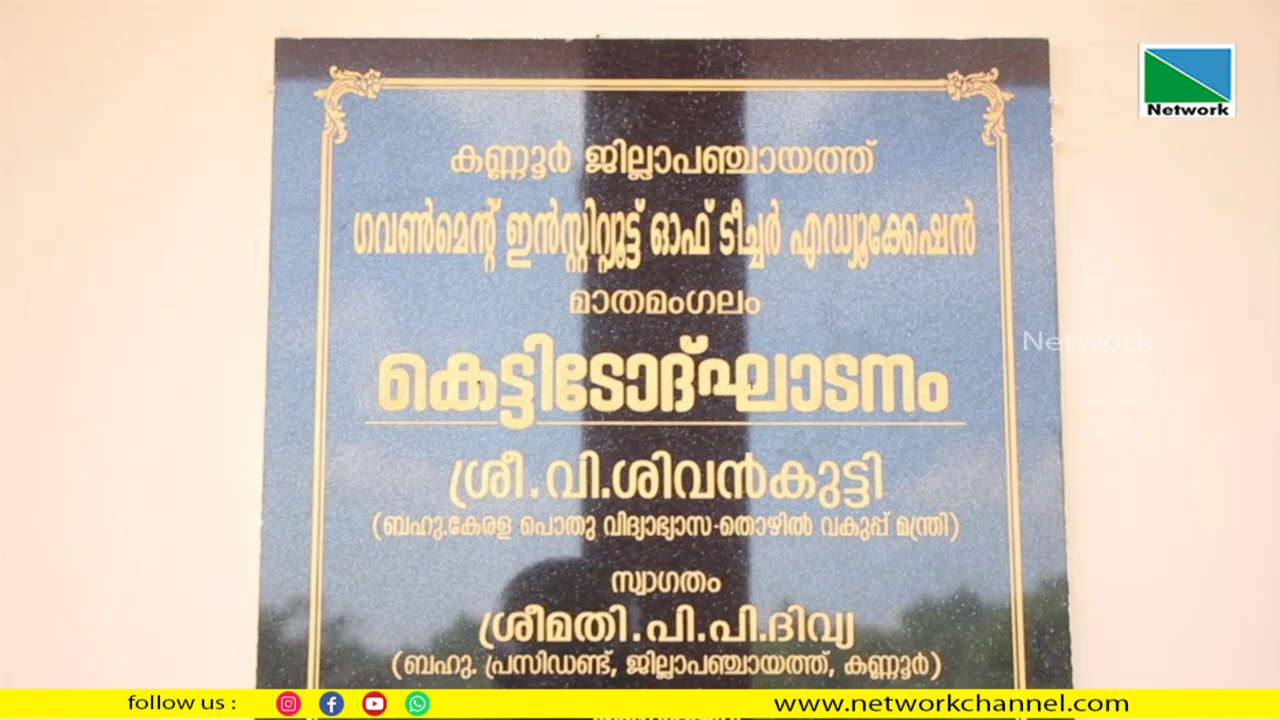 Network
കണ്ണൂർ ജില്ലാപഞ്ചായത്ത്
ഗവൺമെന്റ് ഇൻസ്റ്റിറ്റ്യൂട്ട് ഓഫ് ടീച്ചർ എഡ്യൂക്കേഷൻ
മാതമംഗലം
Network
കെട്ടിടോദ്ഘാടനം
ശ്രീ.വി.ശിവൻകുട്ടി
(ബഹു.കേരള പൊതു വിദ്യാഭ്യാസ-തൊഴിൽ വകുപ്പ് മന്ത്രി)
സ്വാഗതം
ശ്രീമതി.പി.പി.ദിവ്യ
(ബഹു. പ്രസിഡണ്ട്, ജില്ലാപഞ്ചായത്ത്, കണ്ണൂർ)
follow us :
www.networkchannel.com